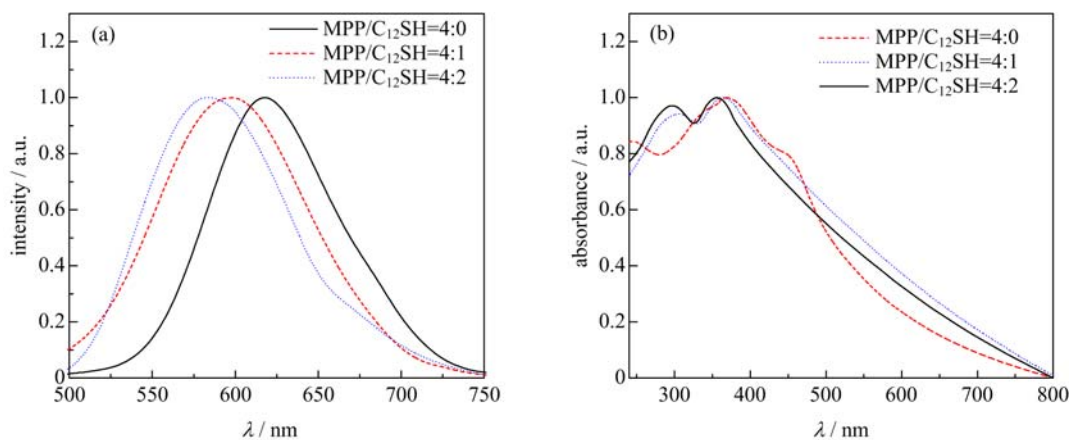 (a)
MPP/C₁₂SH=4:0
MPP/C₁₂SH=4:1
MPP/C₁₂SH=4:2
intensity / a.u.
1.2
1.0
0.8
0.6
0.4
0.2
0
500 550 600 650 700 750
λ / nm
(b)
MPP/C₁₂SH=4:0
MPP/C₁₂SH=4:1
MPP/C₁₂SH=4:2
absorbance / a.u.
1.2
1.0
0.8
0.6
0.4
0.2
0
300 400 500 600 700 800
λ / nm